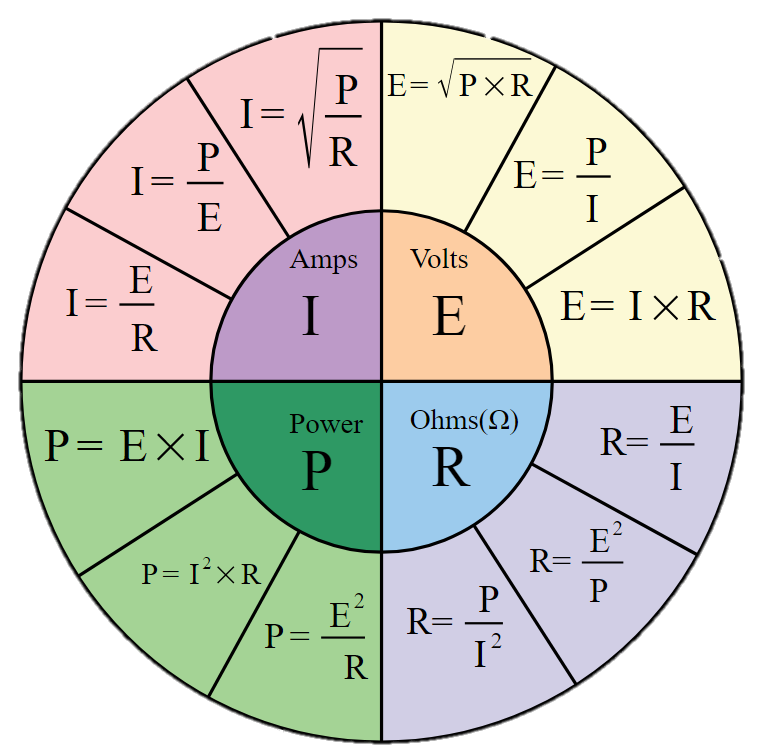 I = √(P/R)
E = √(P×R)
I = P/E
E = P/I
I = E/R
E = I×R
Amps
I
Volts
E
Power
P
Ohms(Ω)
R
P = E×I
R = E/I
P = I²×R
R = E²/P
P = E²/R
R = P/I²